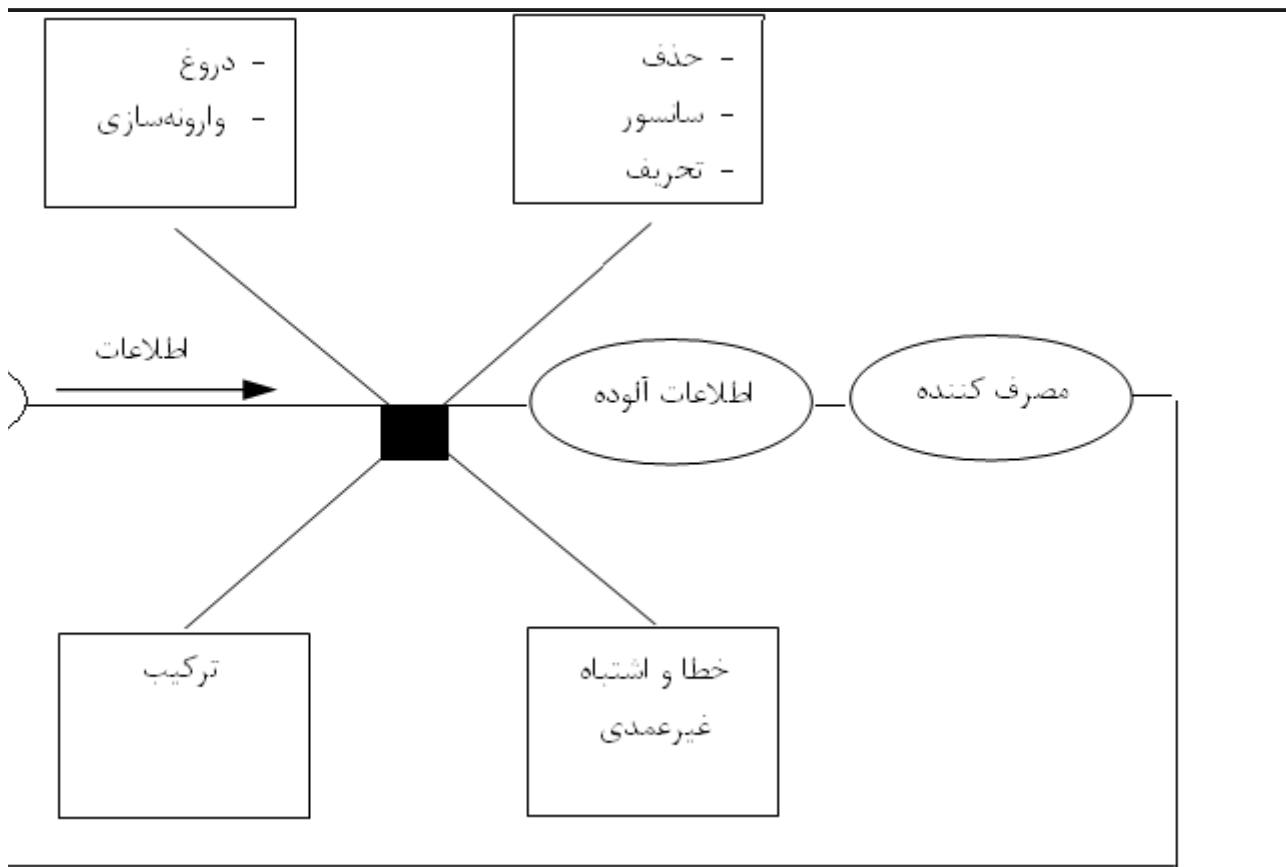 - حذف
- سانسور
- تحریف
- دروغ
- وارونه‌سازی
اطلاعات
اطلاعات آلوده
مصرف کننده
خطا و اشتباه
غیرعمدی
ترکیب